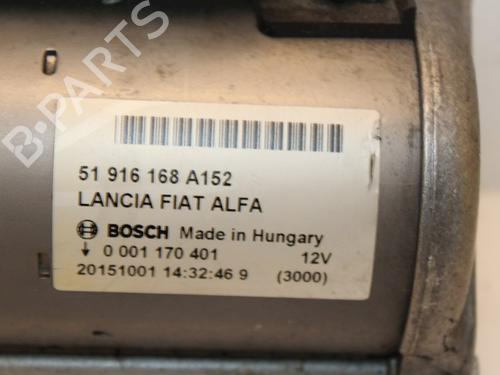 B-PARTS
51 916 168 A152
LANCIA FIAT ALFA
BOSCH Made in Hungary
0 001 170 401 12V
20151001 14:32:46 9 (3000)